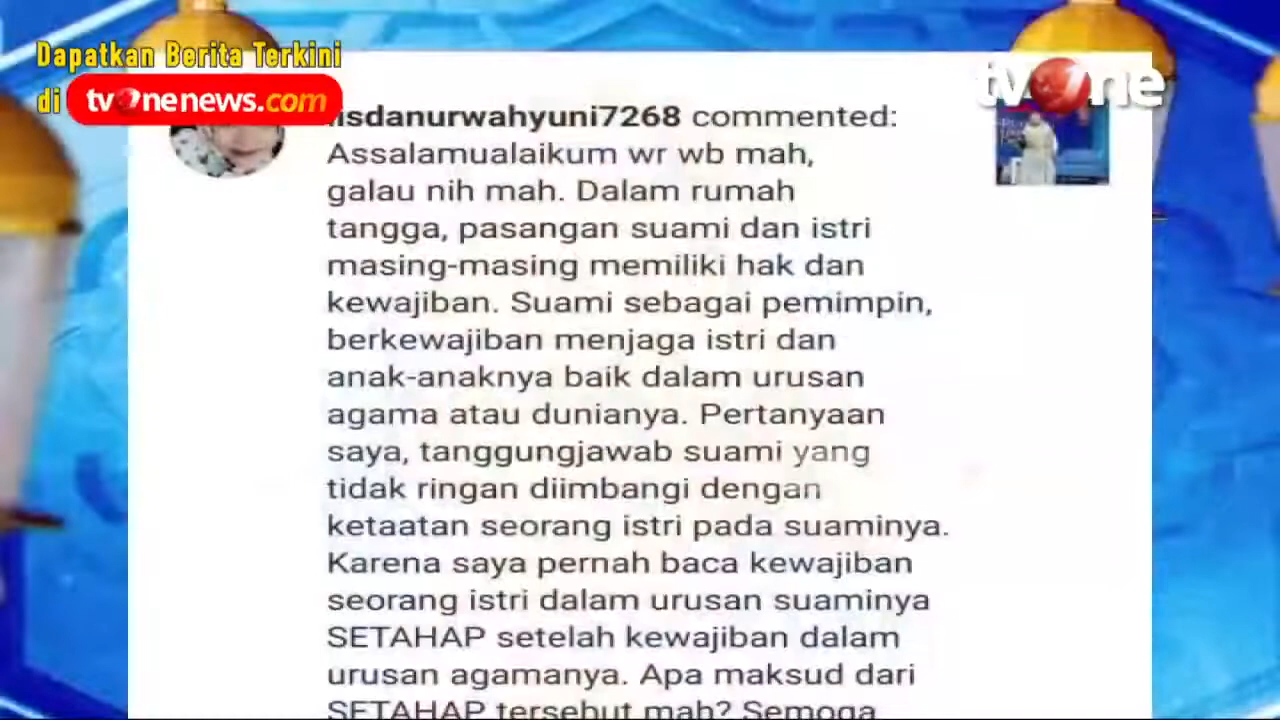 Dapatkan Berita Terkini
di tvonenews.com
tvOne
isdanurwahyuni7268 commented:
Assalamualaikum wr wb mah,
galau nih mah. Dalam rumah
tangga, pasangan suami dan istri
masing-masing memiliki hak dan
kewajiban. Suami sebagai pemimpin,
berkewajiban menjaga istri dan
anak-anaknya baik dalam urusan
agama atau dunianya. Pertanyaan
saya, tanggungjawab suami yang
tidak ringan diimbangi dengan
ketaatan seorang istri pada suaminya.
Karena saya pernah baca kewajiban
seorang istri dalam urusan suaminya
SETAHAP setelah kewajiban dalam
urusan agamanya. Apa maksud dari
SETAHAP tersebut mah? Semoga